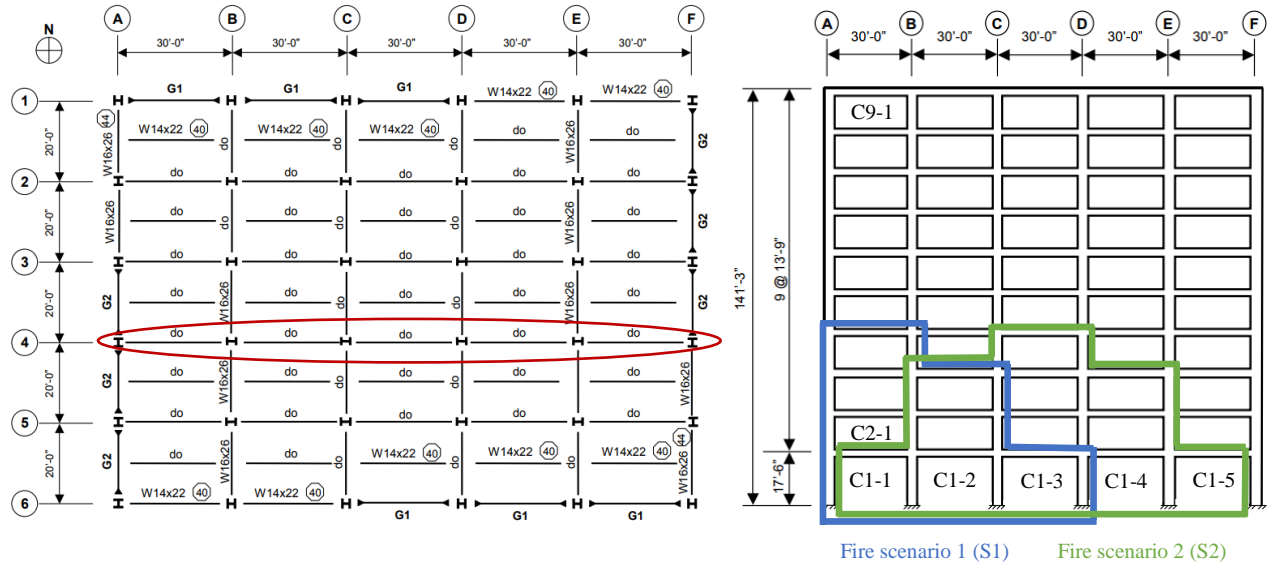 A B C D E F
30'-0" 30'-0" 30'-0" 30'-0" 30'-0"
N
G1 G1 G1 W14x22 40 W14x22 40
1
W16x26 44 W14x22 40 do W14x22 40 do W14x22 40 do do W16x26 do G2
20'-0"
do do do do do
2
W16x26 do do do do do do do W16x26 do G2
20'-0"
do do do do do
3
G2 do W16x26 do do do do do W16x26 do G2
20'-0"
do do do do do
4
G2 do W16x26 do do do do do W16x26 do W16x26
20'-0"
do do do do do
5
G2 do W16x26 do do W14x22 40 do W14x22 40 do W14x22 40 W16x26 44
20'-0"
W14x22 40 W14x22 40
6
G1 G1 G1
A B C D E F
30'-0" 30'-0" 30'-0" 30'-0" 30'-0"
C9-1
141'-3"
9 @ 13'-9"
C2-1
17'-6"
C1-1 C1-2 C1-3 C1-4 C1-5
Fire scenario 1 (S1) Fire scenario 2 (S2)